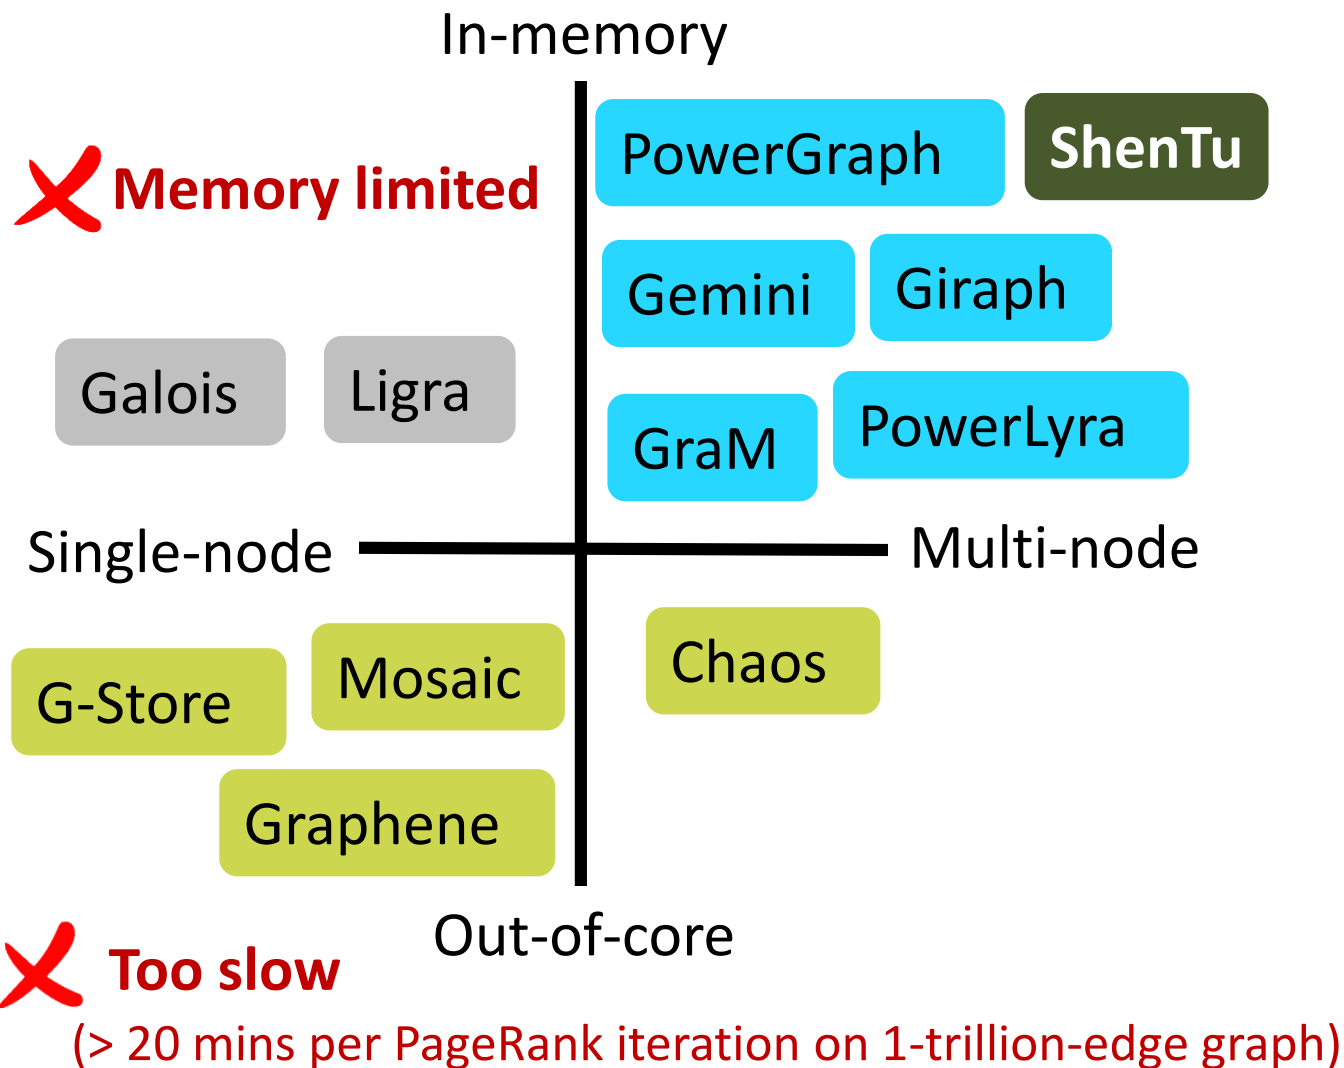 In-memory
PowerGraph
ShenTu
Memory limited
Gemini
Giraph
Galois
Ligra
GraM
PowerLyra
Single-node
Multi-node
G-Store
Mosaic
Chaos
Graphene
Out-of-core
Too slow
(> 20 mins per PageRank iteration on 1-trillion-edge graph)